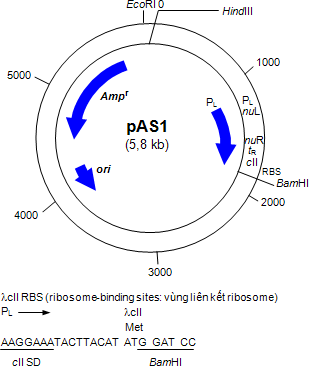 EcoRI 0
HindIII
1000
5000
Ampʳ
PL
PL
nuL
pAS1
(5,8 kb)
nuR
tR
cII
ori
RBS
BamHI
2000
4000
3000
λcII RBS (ribosome-binding sites: vùng liên kết ribosome)
PL λcII
Met
AAGGAAATACTTACAT ATG GAT CC
cII SD BamHI